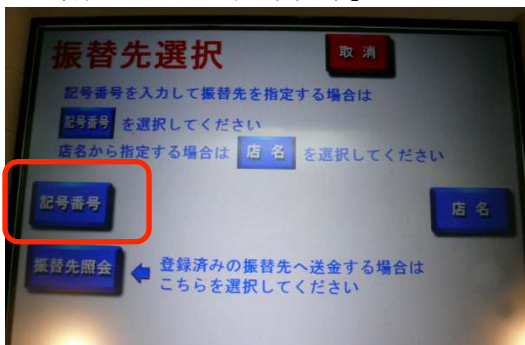 振替先選択
取消
記号番号を入力して振替先を指定する場合は
記号番号 を選択してください
店名から指定する場合は 店名 を選択してください
記号番号
店名
振替先照会
登録済みの振替先へ送金する場合は
こちらを選択してください